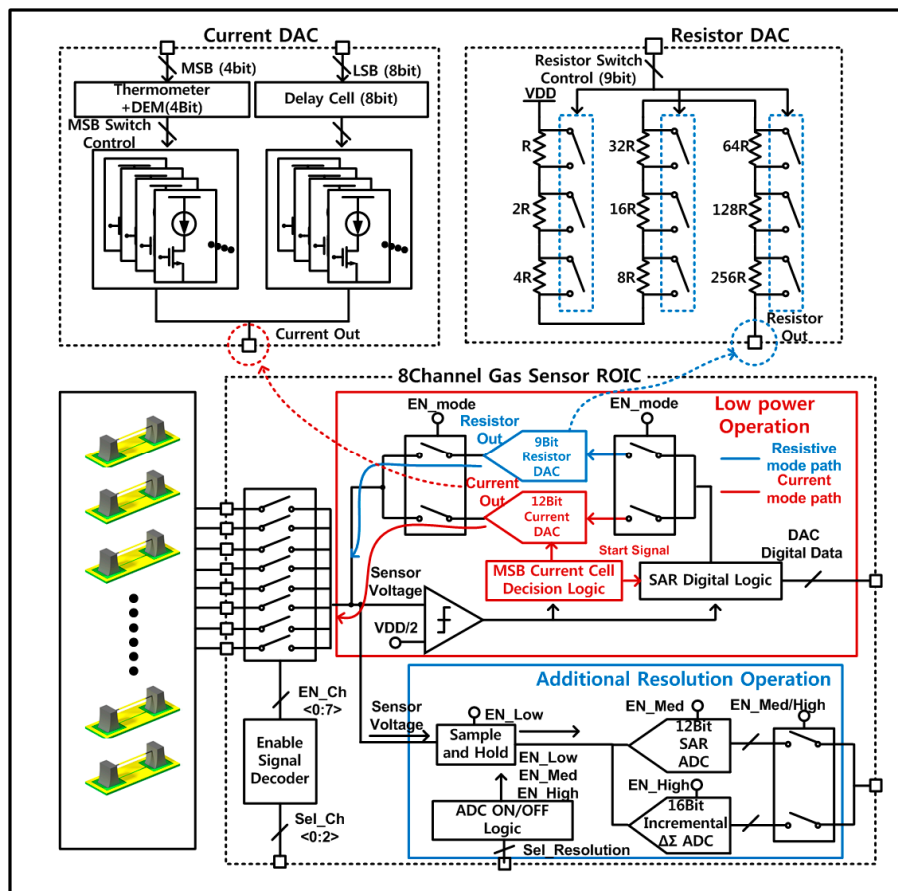 Current DAC
MSB (4bit)
LSB (8bit)
Thermometer
+DEM(4Bit)
Delay Cell (8bit)
MSB Switch
Control
Current Out
Resistor DAC
Resistor Switch
Control (9bit)
VDD
R
32R
64R
2R
16R
128R
4R
8R
256R
Resistor
Out
8Channel Gas Sensor ROIC
EN_mode
EN_mode
Low power
Operation
Resistor
Out
9Bit
Resistor
DAC
Resistive
mode path
Current
mode path
Current
Out
12Bit
Current
DAC
Start Signal
DAC
Digital Data
MSB Current Cell
Decision Logic
SAR Digital Logic
Sensor
Voltage
VDD/2
Additional Resolution Operation
EN_Ch
<0:7>
Sensor
Voltage
EN_Low
Sample
and Hold
EN_Med
12Bit
SAR
ADC
EN_Med/High
Enable
Signal
Decoder
EN_Low
EN_Med
EN_High
EN_High
16Bit
Incremental
ΔΣ ADC
ADC ON/OFF
Logic
Sel_Ch
<0:2>
Sel_Resolution